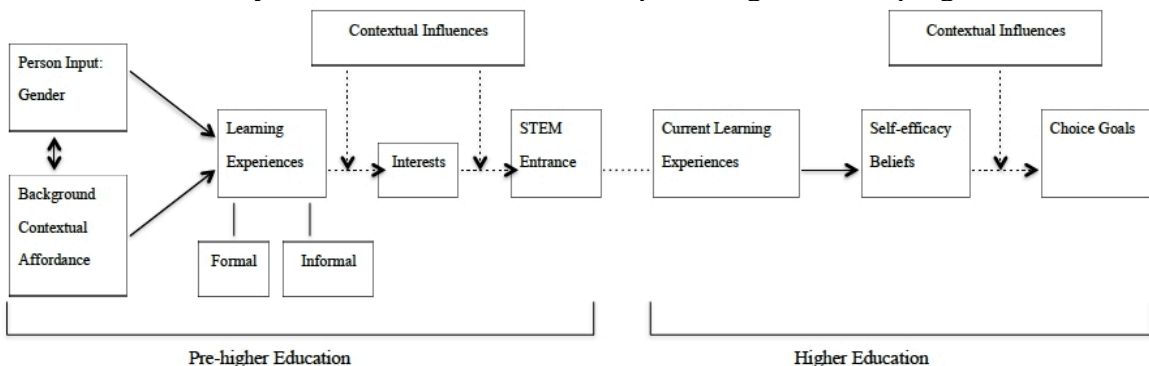 Contextual Influences
Contextual Influences
Person Input:
Gender
Learning
Experiences
Interests
STEM
Entrance
Current Learning
Experiences
Self-efficacy
Beliefs
Choice Goals
Background
Contextual
Affordance
Formal
Informal
Pre-higher Education
Higher Education